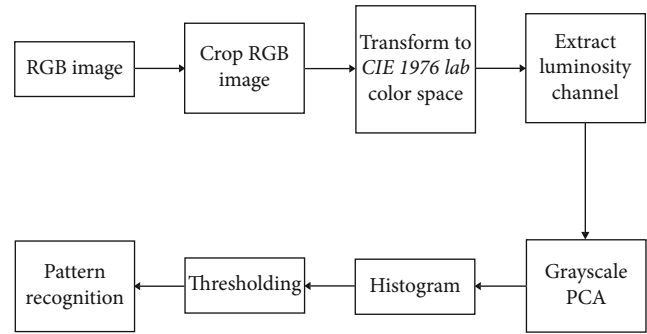 RGB image
Crop RGB
image
Transform to
CIE 1976 lab
color space
Extract
luminosity
channel
Grayscale
PCA
Histogram
Thresholding
Pattern
recognition